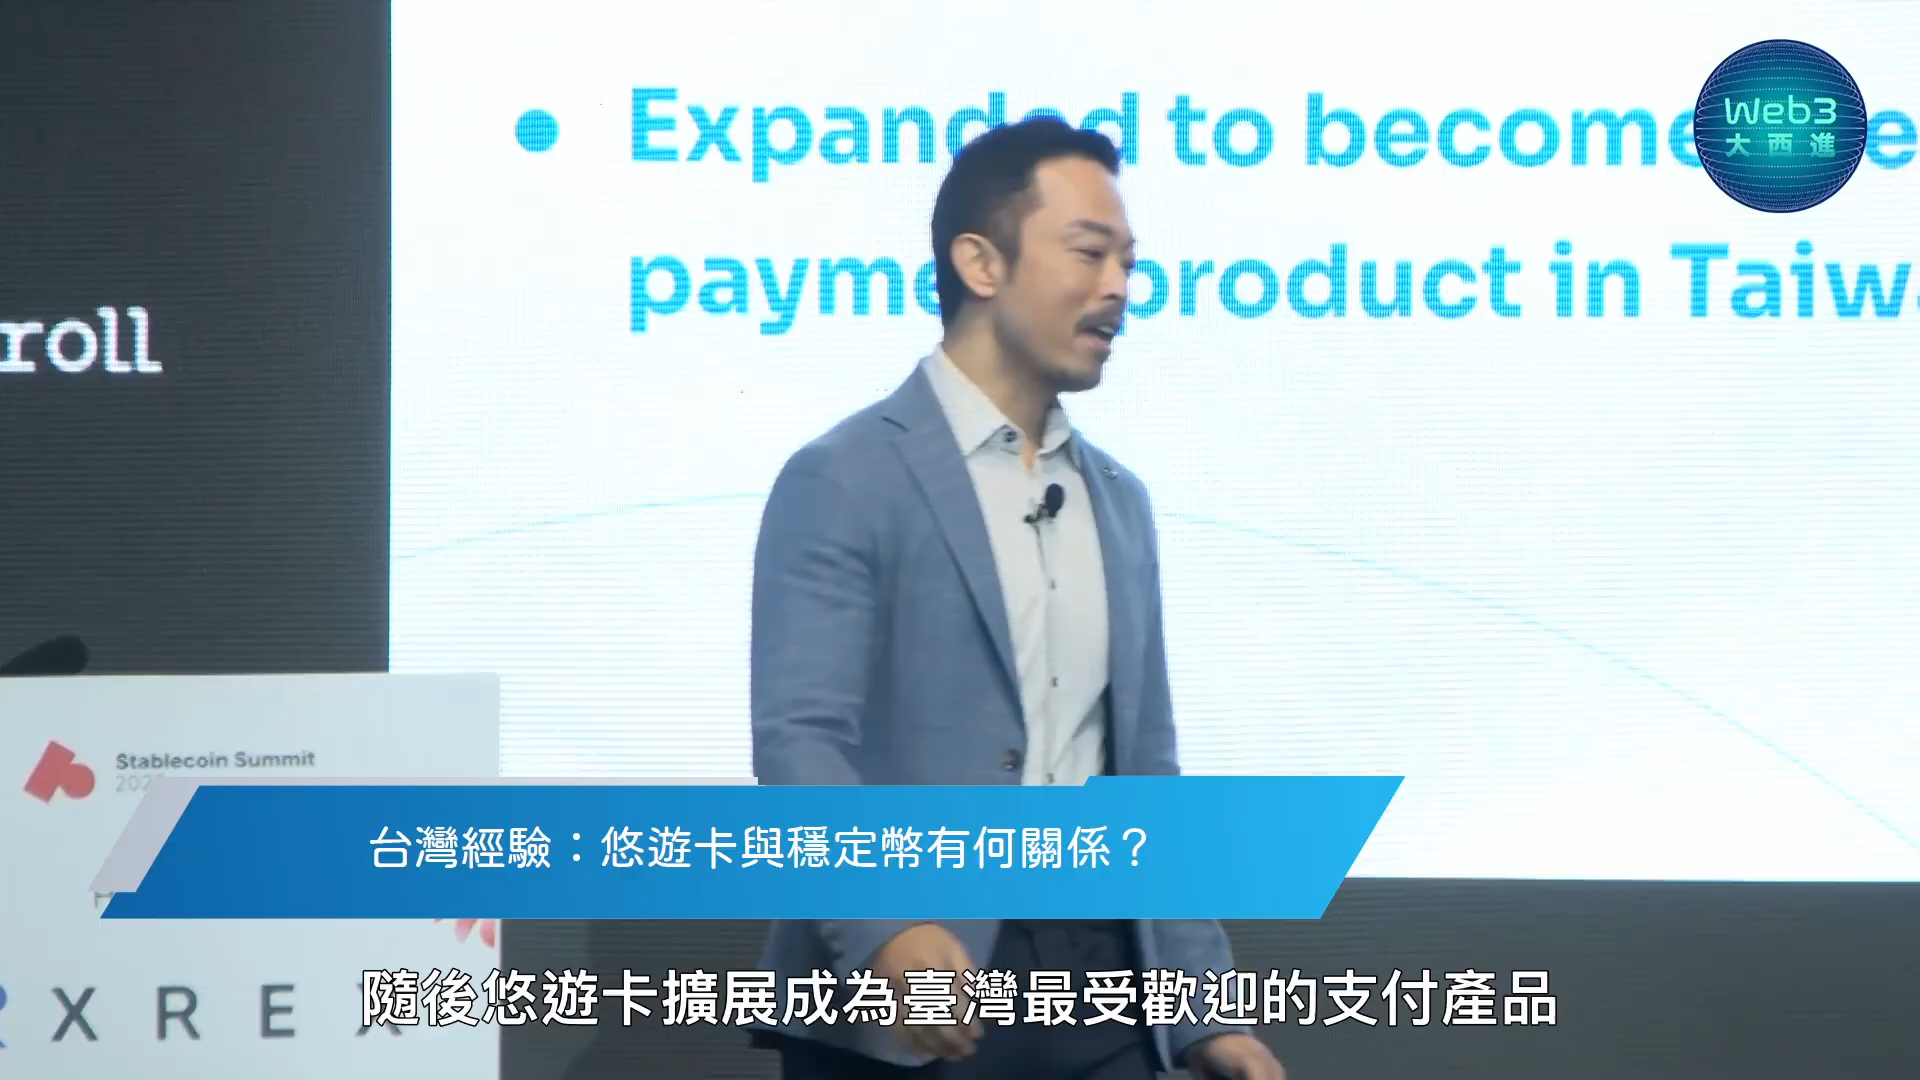 Expanded to become
payme product in Taiw
Web3
大西進
roll
Stablecoin Summit
台灣經驗：悠遊卡與穩定幣有何關係？
XREX
隨後悠遊卡擴展成為臺灣最受歡迎的支付產品